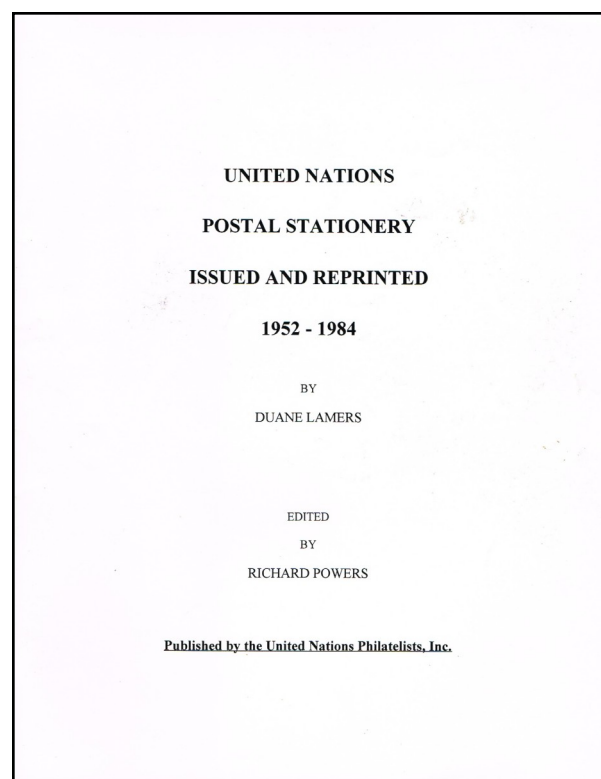 UNITED NATIONS
POSTAL STATIONERY
ISSUED AND REPRINTED
1952 - 1984
BY
DUANE LAMERS
EDITED
BY
RICHARD POWERS
Published by the United Nations Philatelists, Inc.